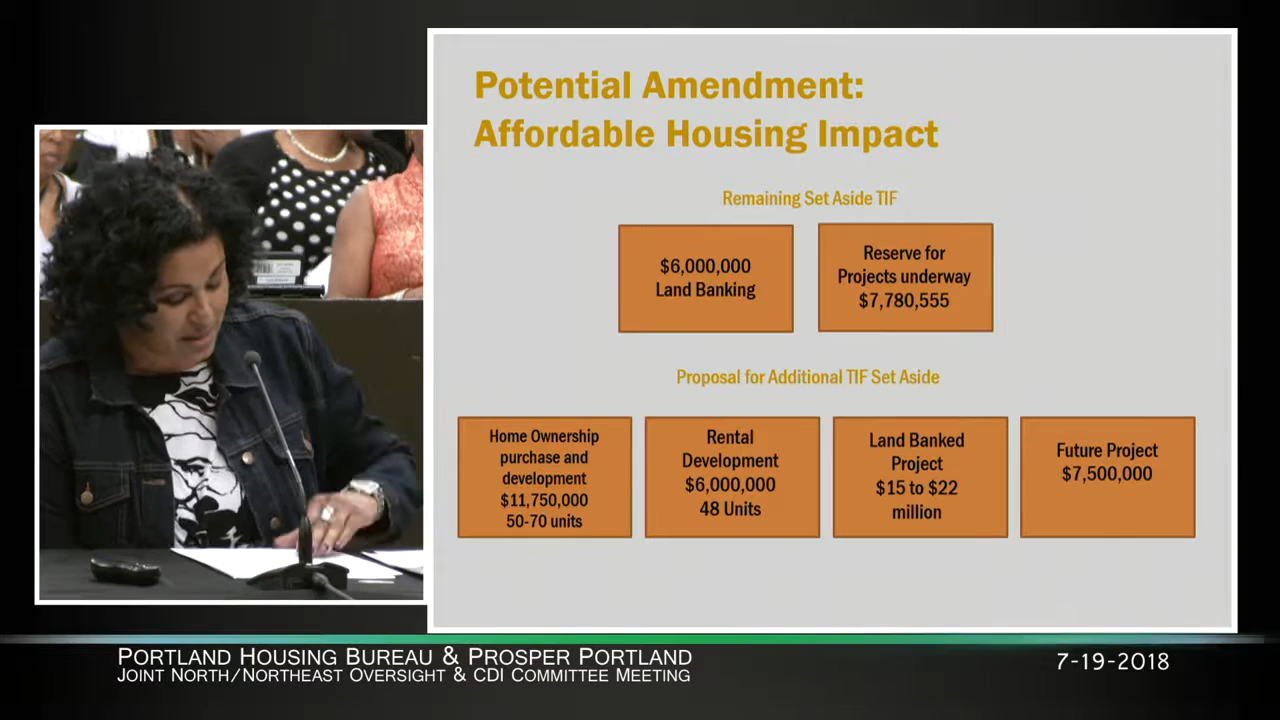 Potential Amendment:
Affordable Housing Impact
Remaining Set Aside TIF
$6,000,000
Land Banking
Reserve for
Projects underway
$7,780,555
Proposal for Additional TIF Set Aside
Home Ownership
purchase and
development
$11,750,000
50-70 units
Rental
Development
$6,000,000
48 Units
Land Banked
Project
$15 to $22
million
Future Project
$7,500,000
PORTLAND HOUSING BUREAU & PROSPER PORTLAND
JOINT NORTH/NORTHEAST OVERSIGHT & CDI COMMITTEE MEETING
7-19-2018